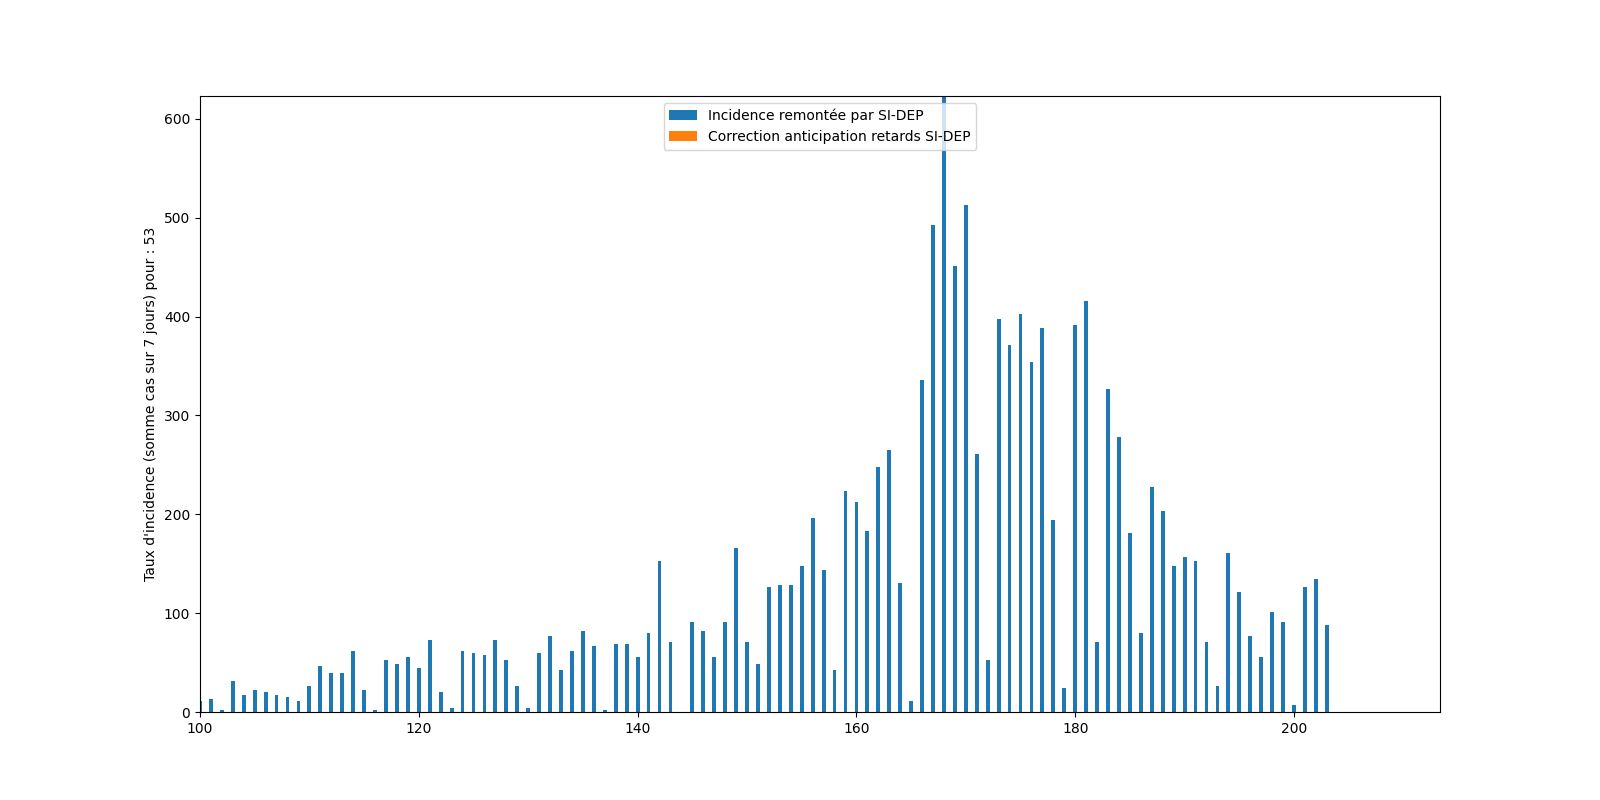 Incidence remontée par SI-DEP
Correction anticipation retards SI-DEP
Taux d'incidence (somme cas sur 7 jours) pour : 53
600
500
400
300
200
100
0
100 120 140 160 180 200